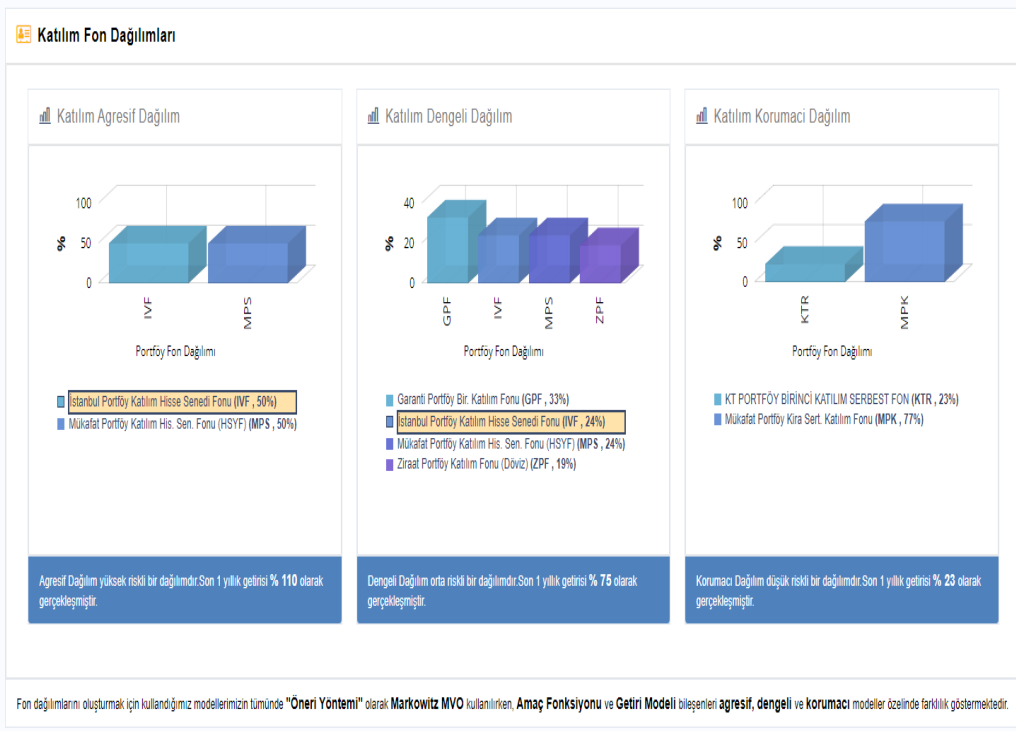 Katılım Fon Dağılımları
Katılım Agresif Dağılım
100
50
0
%
IVF
MPS
Portföy Fon Dağılımı
İstanbul Portföy Katılım Hisse Senedi Fonu (IVF , 50%)
Mükafat Portföy Katılım His. Sen. Fonu (HSYF) (MPS , 50%)
Agresif Dağılım yüksek riskli bir dağılımdır.Son 1 yıllık getirisi % 110 olarak
gerçekleşmiştir.
Katılım Dengeli Dağılım
40
20
0
%
GPF
IVF
MPS
ZPF
Portföy Fon Dağılımı
Garanti Portföy Bir. Katılım Fonu (GPF , 33%)
İstanbul Portföy Katılım Hisse Senedi Fonu (IVF , 24%)
Mükafat Portföy Katılım His. Sen. Fonu (HSYF) (MPS , 24%)
Ziraat Portföy Katılım Fonu (Döviz) (ZPF , 19%)
Dengeli Dağılım orta riskli bir dağılımdır.Son 1 yıllık getirisi % 75 olarak
gerçekleşmiştir.
Katılım Korumaci Dağılım
100
50
0
%
KTR
MPK
Portföy Fon Dağılımı
KT PORTFÖY BİRİNCİ KATILIM SERBEST FON (KTR , 23%)
Mükafat Portföy Kira Sert. Katılım Fonu (MPK , 77%)
Korumacı Dağılım düşük riskli bir dağılımdır.Son 1 yıllık getirisi % 23 olarak
gerçekleşmiştir.
Fon dağılımlarını oluşturmak için kullandığımız modellerimizin tümünde "Öneri Yöntemi" olarak Markowitz MVO kullanılırken, Amaç Fonksiyonu ve Getiri Modeli bileşenleri agresif, dengeli ve korumacı modeller özelinde farklılık göstermektedir.